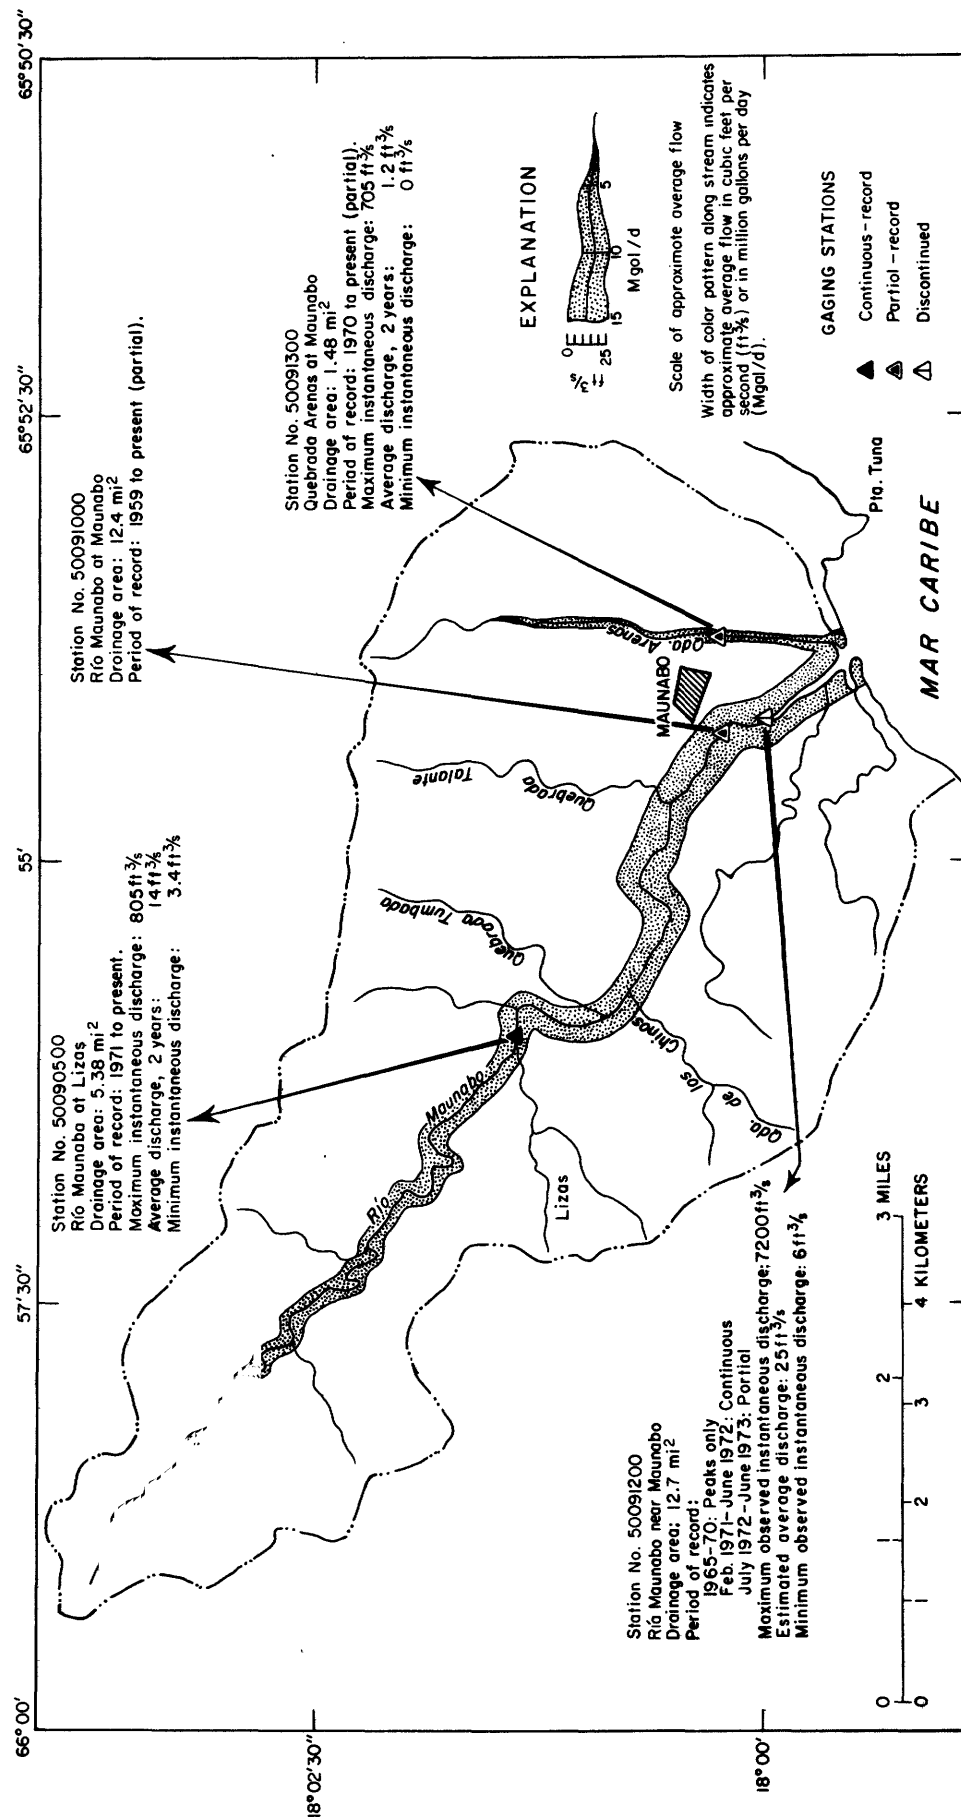 66°00'
57'30"
55'
65°52'30"
65°50'30"
18°02'30"
18°00'
Station No. 50090500
Río Maunabo at Lizas
Drainage area: 5.38 mi²
Period of record: 1971 to present.
Maximum instantaneous discharge: 805 ft³/s
Average discharge, 2 years: 14 ft³/s
Minimum instantaneous discharge: 3.4 ft³/s
Station No. 50091000
Río Maunabo at Maunabo
Drainage area: 12.4 mi²
Period of record: 1959 to present (partial).
Station No. 50091300
Quebrada Arenas at Maunabo
Drainage area: 1.48 mi²
Period of record: 1970 to present (partial).
Maximum instantaneous discharge: 705 ft³/s
Average discharge, 2 years: 1.2 ft³/s
Minimum instantaneous discharge: 0 ft³/s
Río Maunabo
Lizas
Quebrada Tumbada
Qda. de los Chinos
Quebrada Talante
MAUNABO
Qda. Arenas
Pta. Tuna
MAR CARIBE
Station No. 50091200
Río Maunabo near Maunabo
Drainage area: 12.7 mi²
Period of record:
1965-70: Peaks only
Feb. 1971-June 1972: Continuous
July 1972-June 1973: Partial
Maximum observed instantaneous discharge: 7200 ft³/s
Estimated average discharge: 25 ft³/s
Minimum observed instantaneous discharge: 6 ft³/s
EXPLANATION
0
25
ft³/s
15
10
5
Mgal/d
Scale of approximate average flow
Width of color pattern along stream indicates
approximate average flow in cubic feet per
second (ft³/s) or in million gallons per day
(Mgal/d).
GAGING STATIONS
Continuous-record
Partial-record
Discontinued
0 1 2 3 MILES
0 1 2 3 4 KILOMETERS